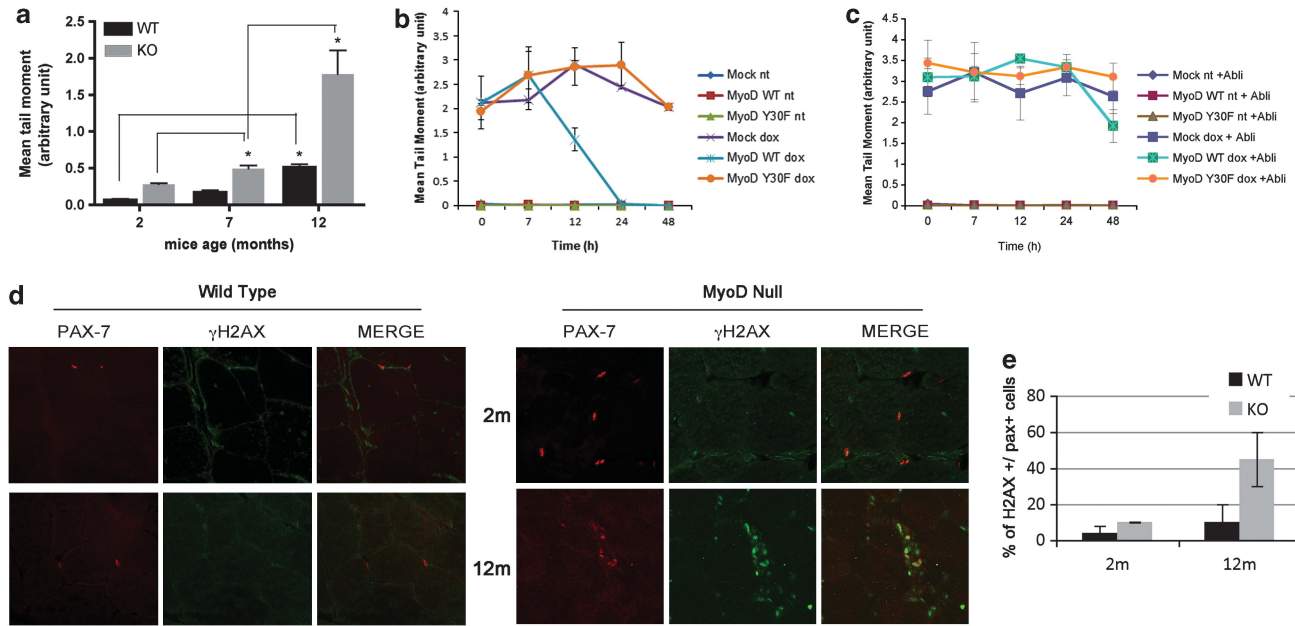 a
Mean tail moment
(arbitrary unit)
2.5
2.0
1.5
1.0
0.5
0.0
WT
KO
*
*
*
2
7
12
mice age (months)
b
Mean Tail Moment (arbitrary unit)
4
3.5
3
2.5
2
1.5
1
0.5
0
0
7
12
24
48
Time (h)
Mock nt
MyoD WT nt
MyoD Y30F nt
Mock dox
MyoD WT dox
MyoD Y30F dox
c
Mean Tail Moment (arbitrary unit)
4.5
4
3.5
3
2.5
2
1.5
1
0.5
0
0
7
12
24
48
Time (h)
Mock nt +Abli
MyoD WT nt + Abli
MyoD Y30F nt +Abli
Mock dox + Abli
MyoD WT dox +Abli
MyoD Y30F dox +Abli
d
Wild Type
MyoD Null
PAX-7
γH2AX
MERGE
PAX-7
γH2AX
MERGE
2m
12m
e
% of H2AX +/ pax+ cells
80
60
40
20
0
WT
KO
2m
12m